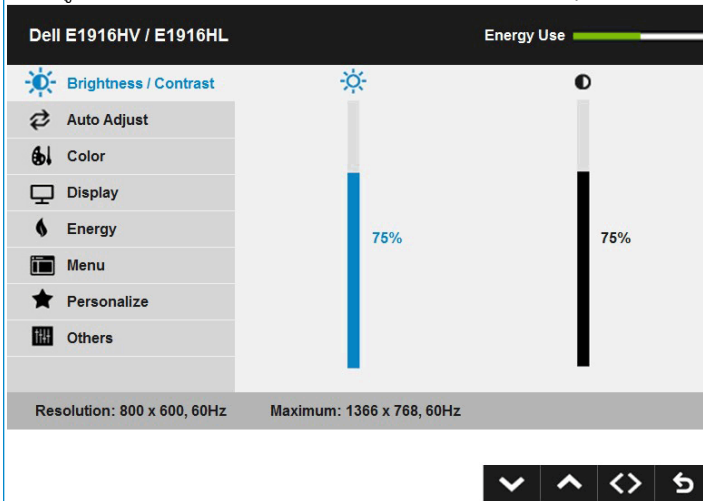 Dell E1916HV / E1916HL
Energy Use
Brightness / Contrast
Auto Adjust
Color
Display
Energy
Menu
Personalize
Others
75%
75%
Resolution: 800 x 600, 60Hz
Maximum: 1366 x 768, 60Hz